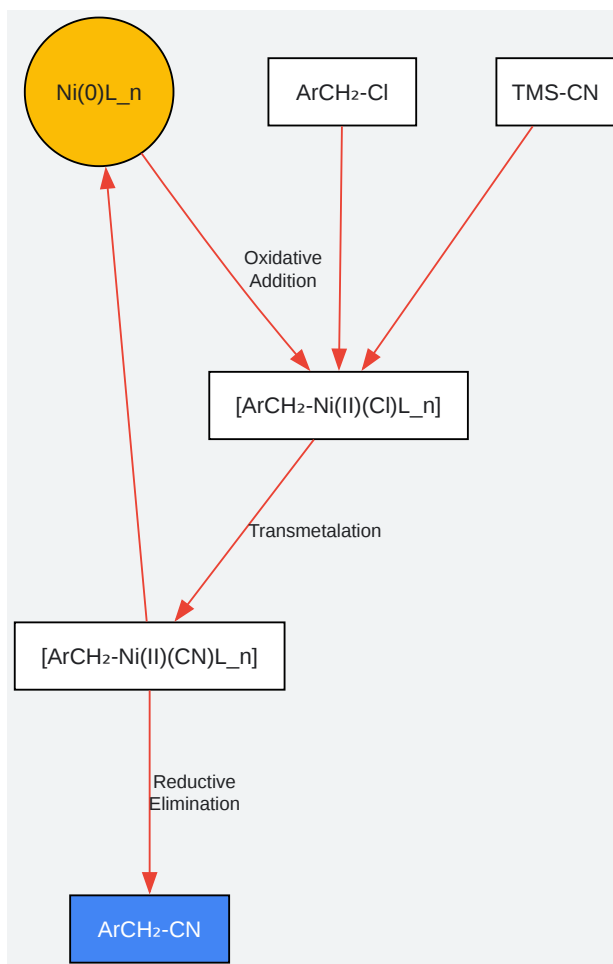 Ni(0)L_n
ArCH₂-Cl
TMS-CN
Oxidative
Addition
[ArCH₂-Ni(II)(Cl)L_n]
Transmetalation
[ArCH₂-Ni(II)(CN)L_n]
Reductive
Elimination
ArCH₂-CN